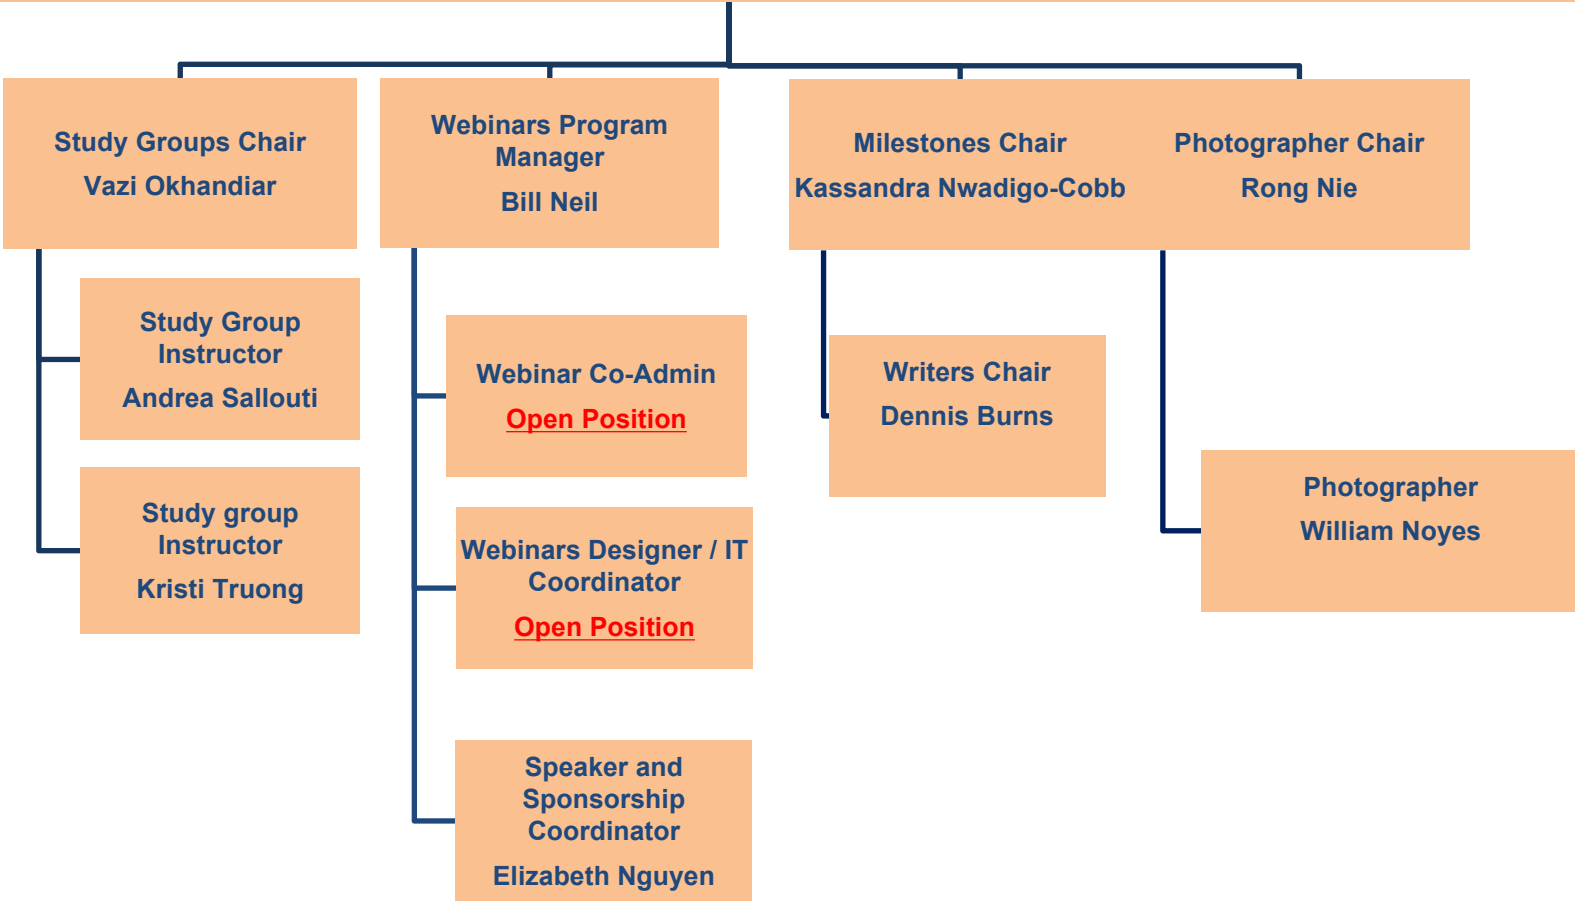 Study Groups Chair
Vazi Okhandiar
Webinars Program
Manager
Bill Neil
Milestones Chair
Kassandra Nwadigo-Cobb
Photographer Chair
Rong Nie
Study Group
Instructor
Andrea Sallouti
Study group
Instructor
Kristi Truong
Webinar Co-Admin
Open Position
Webinars Designer / IT
Coordinator
Open Position
Speaker and
Sponsorship
Coordinator
Elizabeth Nguyen
Writers Chair
Dennis Burns
Photographer
William Noyes